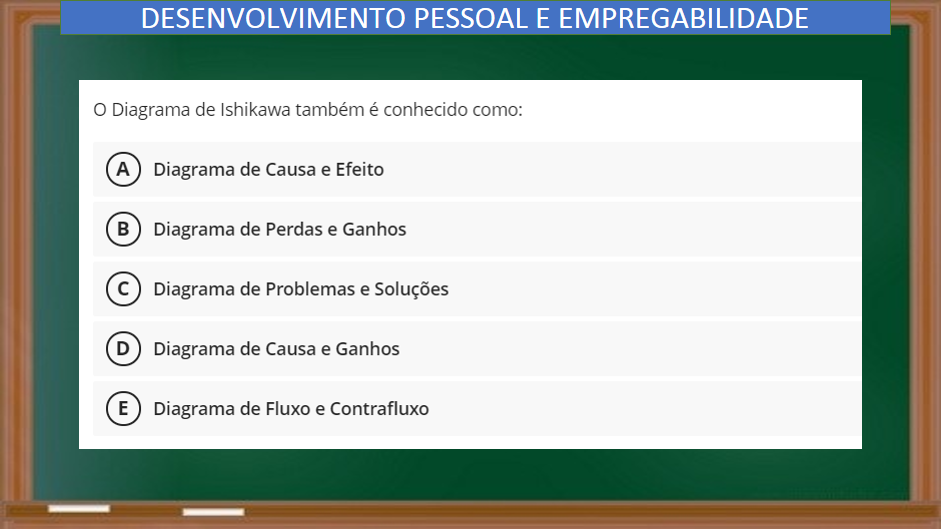 DESENVOLVIMENTO PESSOAL E EMPREGABILIDADE
O Diagrama de Ishikawa também é conhecido como:
A Diagrama de Causa e Efeito
B Diagrama de Perdas e Ganhos
C Diagrama de Problemas e Soluções
D Diagrama de Causa e Ganhos
E Diagrama de Fluxo e Contrafluxo